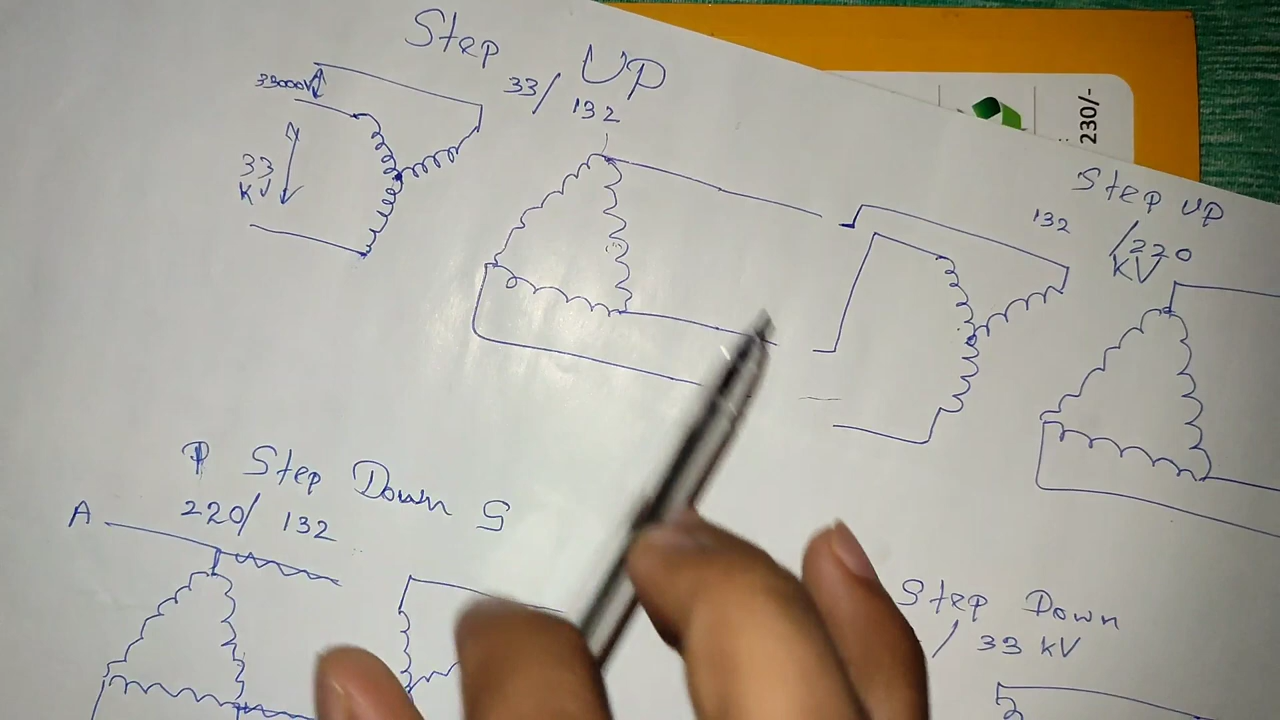 Step UP
33000V
33/132
33
KV
230/-
Step UP
132
/220
KV
P Step Down S
220/132
A
Step Down
/ 33 KV